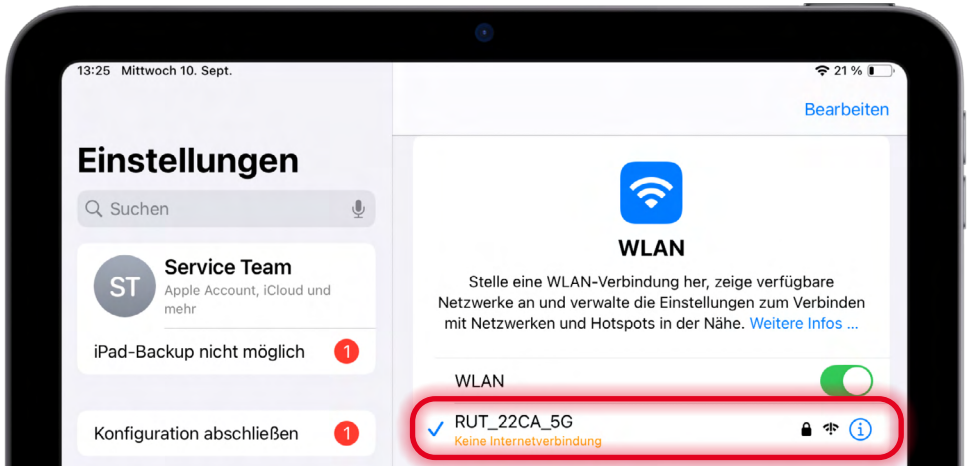 13:25 Mittwoch 10. Sept.
21 %
Bearbeiten
Einstellungen
Suchen
WLAN
ST
Service Team
Apple Account, iCloud und
mehr
Stelle eine WLAN-Verbindung her, zeige verfügbare
Netzwerke an und verwalte die Einstellungen zum Verbinden
mit Netzwerken und Hotspots in der Nähe. Weitere Infos ...
iPad-Backup nicht möglich 1
WLAN
RUT_22CA_5G
Keine Internetverbindung
Konfiguration abschließen 1